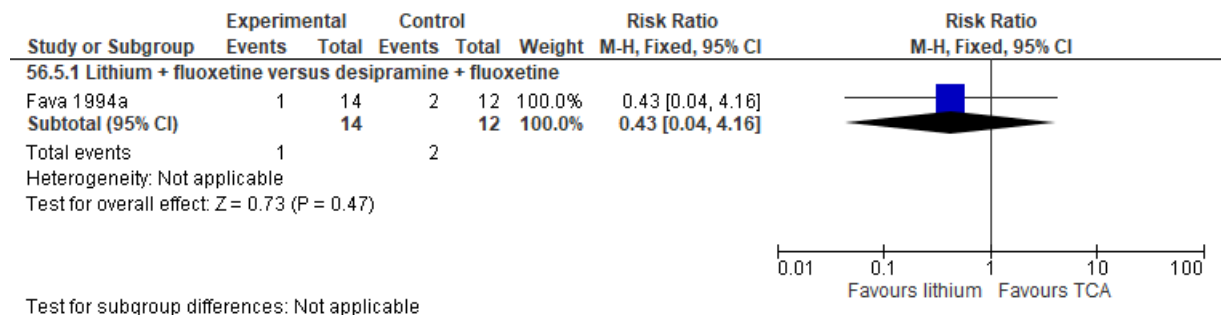 Experimental Control Risk Ratio Risk Ratio
Study or Subgroup Events Total Events Total Weight M-H, Fixed, 95% CI M-H, Fixed, 95% CI
56.5.1 Lithium + fluoxetine versus desipramine + fluoxetine
Fava 1994a 1 14 2 12 100.0% 0.43 [0.04, 4.16]
Subtotal (95% CI) 14 12 100.0% 0.43 [0.04, 4.16]
Total events 1 2
Heterogeneity: Not applicable
Test for overall effect: Z = 0.73 (P = 0.47)
0.01 0.1 1 10 100
Favours lithium Favours TCA
Test for subgroup differences: Not applicable